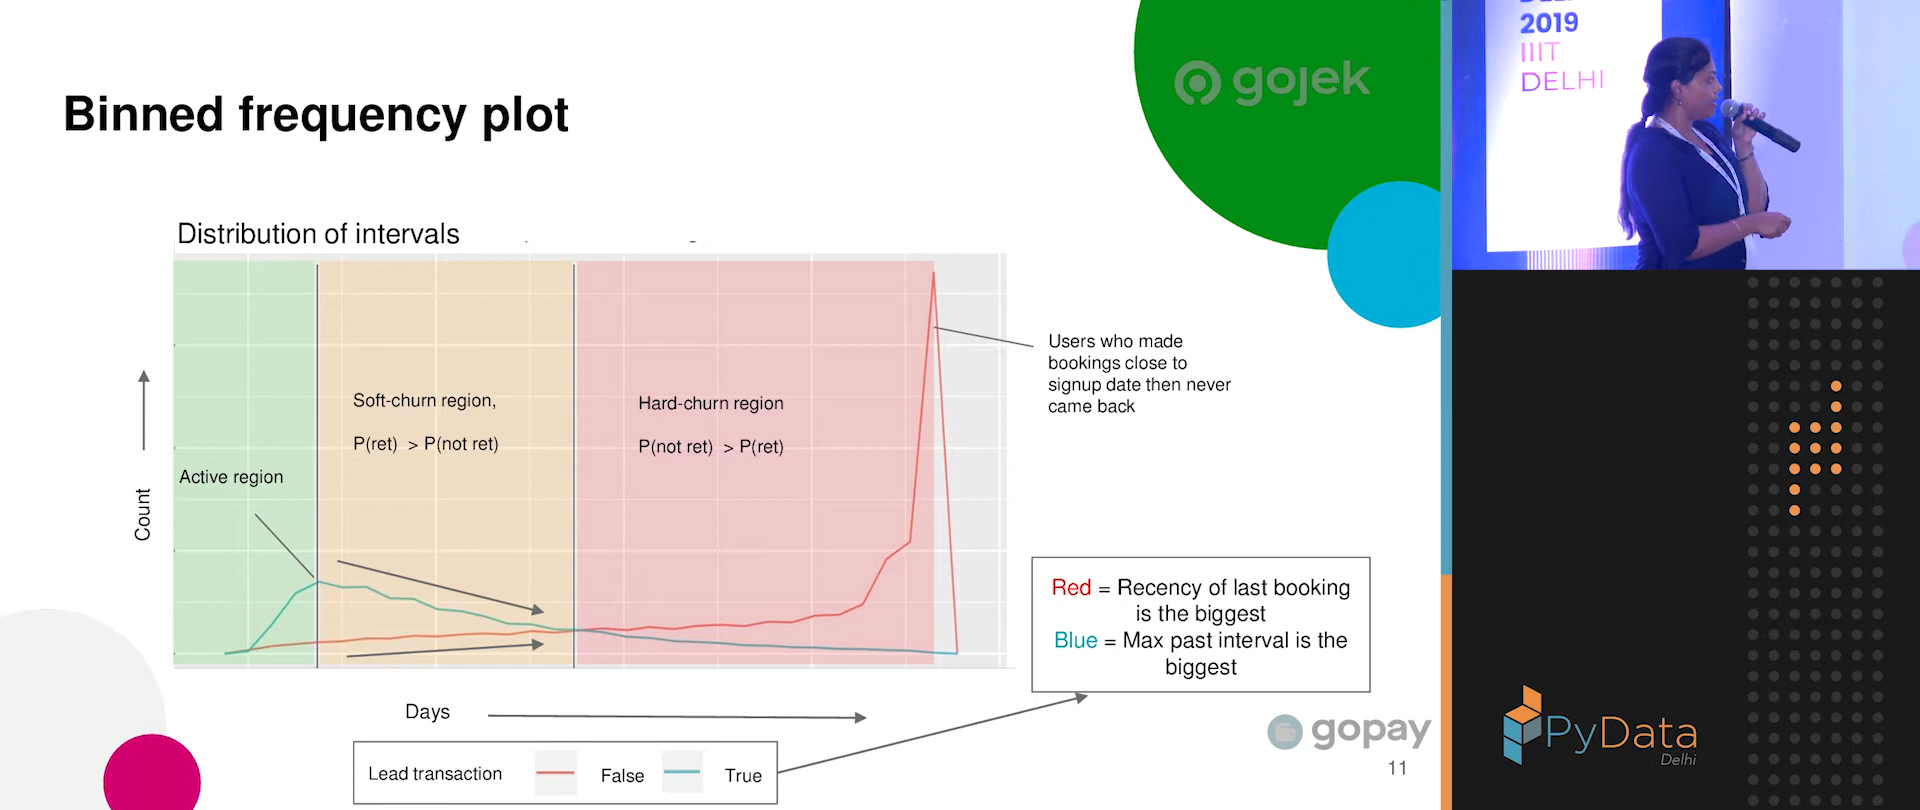 Binned frequency plot
gojek
2019
IIIT
DELHI
Distribution of intervals
Users who made
bookings close to
signup date then never
came back
Soft-churn region,
P(ret) > P(not ret)
Hard-churn region
P(not ret) > P(ret)
Active region
Count
Red = Recency of last booking
is the biggest
Blue = Max past interval is the
biggest
Days
Lead transaction False True
gopay
11
PyData
Delhi